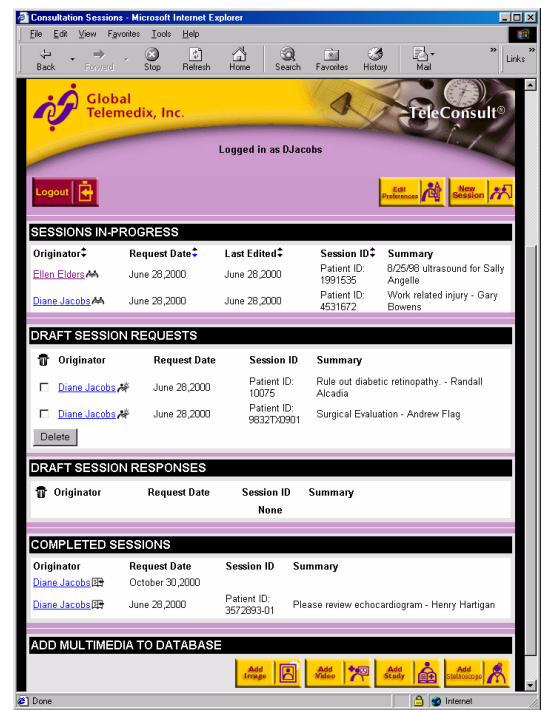 Consultation Sessions - Microsoft Internet Explorer
File Edit View Favorites Tools Help
Back Forward Stop Refresh Home Search Favorites History Mail » Links »
Global
Telemedix, Inc.
TeleConsult®
Logged in as DJacobs
Logout
Edit
Preferences
New
Session
SESSIONS IN-PROGRESS
Originator Request Date Last Edited Session ID Summary
Ellen Elders June 28,2000 June 28,2000 Patient ID: 8/25/98 ultrasound for Sally
1991535 Angelle
Diane Jacobs June 28,2000 June 28,2000 Patient ID: Work related injury - Gary
4531672 Bowens
DRAFT SESSION REQUESTS
Originator Request Date Session ID Summary
Diane Jacobs June 28,2000 Patient ID: Rule out diabetic retinopathy. - Randall
10075 Alcadia
Diane Jacobs June 28,2000 Patient ID: Surgical Evaluation - Andrew Flag
9832TX0901
Delete
DRAFT SESSION RESPONSES
Originator Request Date Session ID Summary
None
COMPLETED SESSIONS
Originator Request Date Session ID Summary
Diane Jacobs October 30,2000
Diane Jacobs June 28,2000 Patient ID: Please review echocardiogram - Henry Hartigan
3572893-01
ADD MULTIMEDIA TO DATABASE
Add
Image
Add
Video
Add
Study
Add
Stethoscope
Done Internet